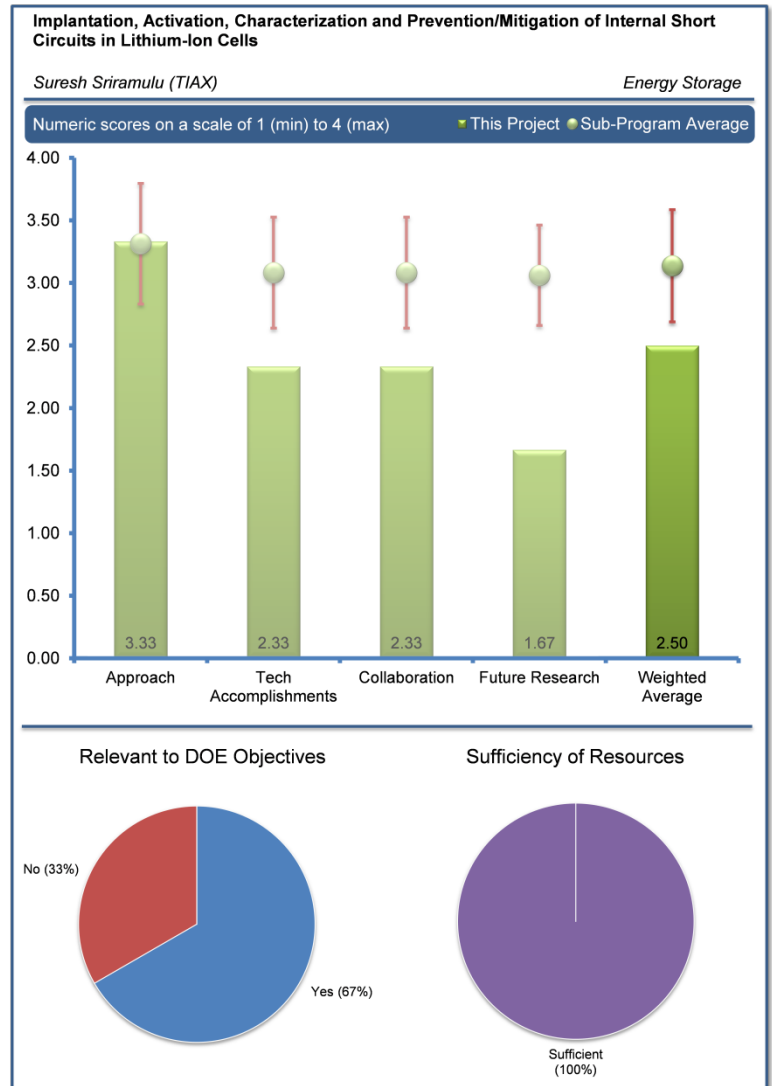 Implantation, Activation, Characterization and Prevention/Mitigation of Internal Short
Circuits in Lithium-Ion Cells
Suresh Sriramulu (TIAX) Energy Storage
Numeric scores on a scale of 1 (min) to 4 (max) This Project Sub-Program Average
4.00
3.50
3.00
2.50
2.00
1.50
1.00
0.50
0.00
3.33 2.33 2.33 1.67 2.50
Approach Tech Collaboration Future Research Weighted
Accomplishments Average
Relevant to DOE Objectives Sufficiency of Resources
No (33%)
Yes (67%)
Sufficient
(100%)